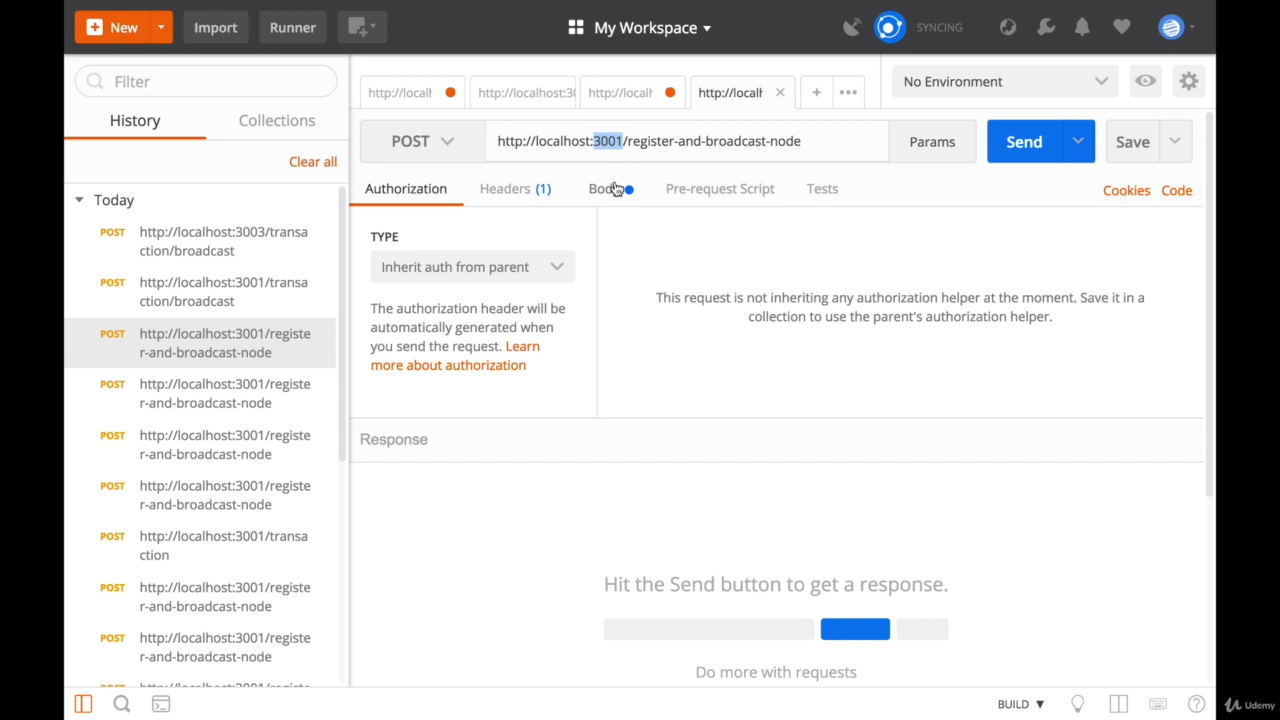 New
Import
Runner
My Workspace
SYNCING
Filter
History
Collections
Clear all
Today
POST http://localhost:3003/transa
ction/broadcast
POST http://localhost:3001/transa
ction/broadcast
POST http://localhost:3001/registe
r-and-broadcast-node
POST http://localhost:3001/registe
r-and-broadcast-node
POST http://localhost:3001/registe
r-and-broadcast-node
POST http://localhost:3001/registe
r-and-broadcast-node
POST http://localhost:3001/transa
ction
POST http://localhost:3001/registe
r-and-broadcast-node
POST http://localhost:3001/registe
r-and-broadcast-node
http://locall
http://localhost:30
http://locall
http://locall
No Environment
POST
http://localhost:3001/register-and-broadcast-node
Params
Send
Save
Authorization
Headers (1)
Pre-request Script
Tests
Cookies
Code
TYPE
Inherit auth from parent
The authorization header will be
automatically generated when
you send the request. Learn
more about authorization
This request is not inheriting any authorization helper at the moment. Save it in a
collection to use the parent's authorization helper.
Response
Hit the Send button to get a response.
Do more with requests
BUILD
Udemy